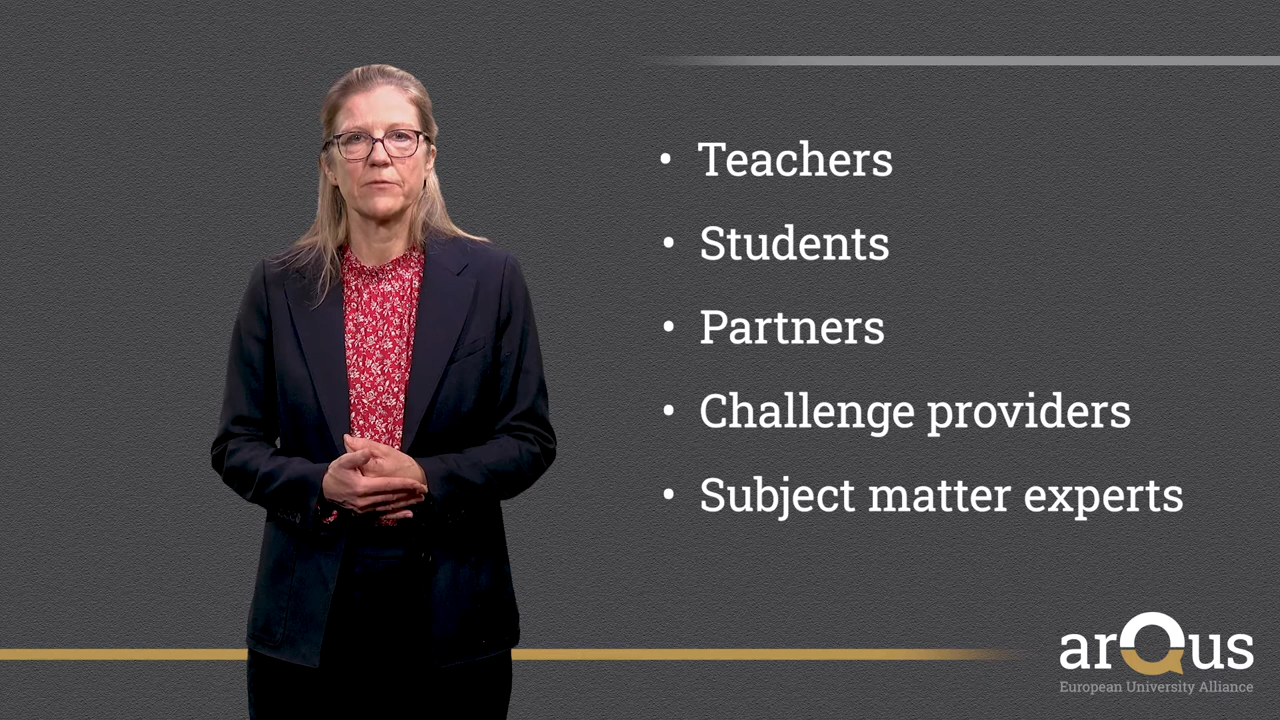 • Teachers
• Students
• Partners
• Challenge providers
• Subject matter experts
arQus
European University Alliance